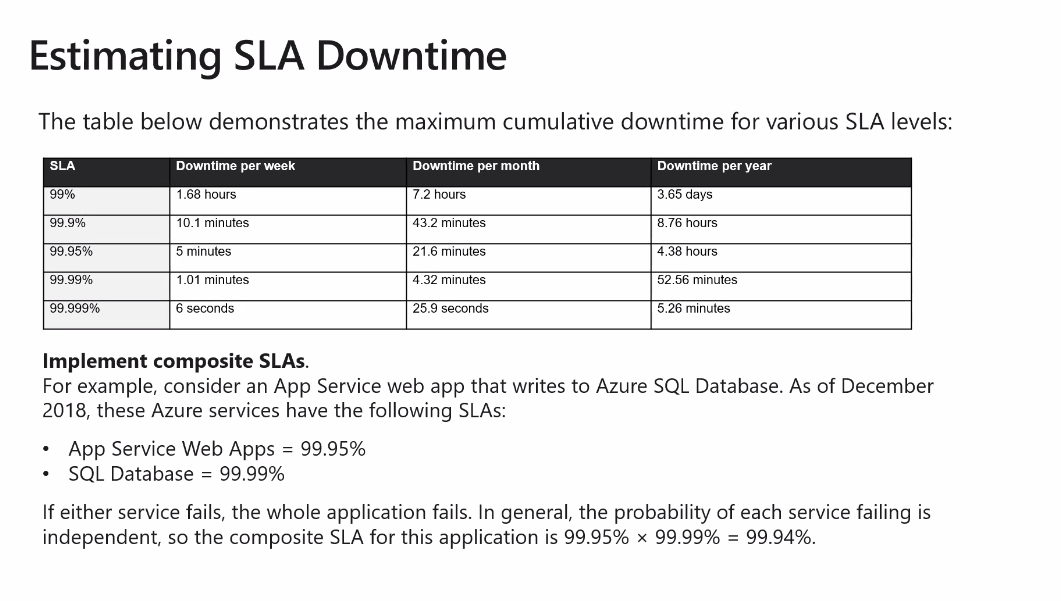 Estimating SLA Downtime
The table below demonstrates the maximum cumulative downtime for various SLA levels:
SLA Downtime per week Downtime per month Downtime per year
99% 1.68 hours 7.2 hours 3.65 days
99.9% 10.1 minutes 43.2 minutes 8.76 hours
99.95% 5 minutes 21.6 minutes 4.38 hours
99.99% 1.01 minutes 4.32 minutes 52.56 minutes
99.999% 6 seconds 25.9 seconds 5.26 minutes
Implement composite SLAs.
For example, consider an App Service web app that writes to Azure SQL Database. As of December
2018, these Azure services have the following SLAs:
• App Service Web Apps = 99.95%
• SQL Database = 99.99%
If either service fails, the whole application fails. In general, the probability of each service failing is
independent, so the composite SLA for this application is 99.95% × 99.99% = 99.94%.